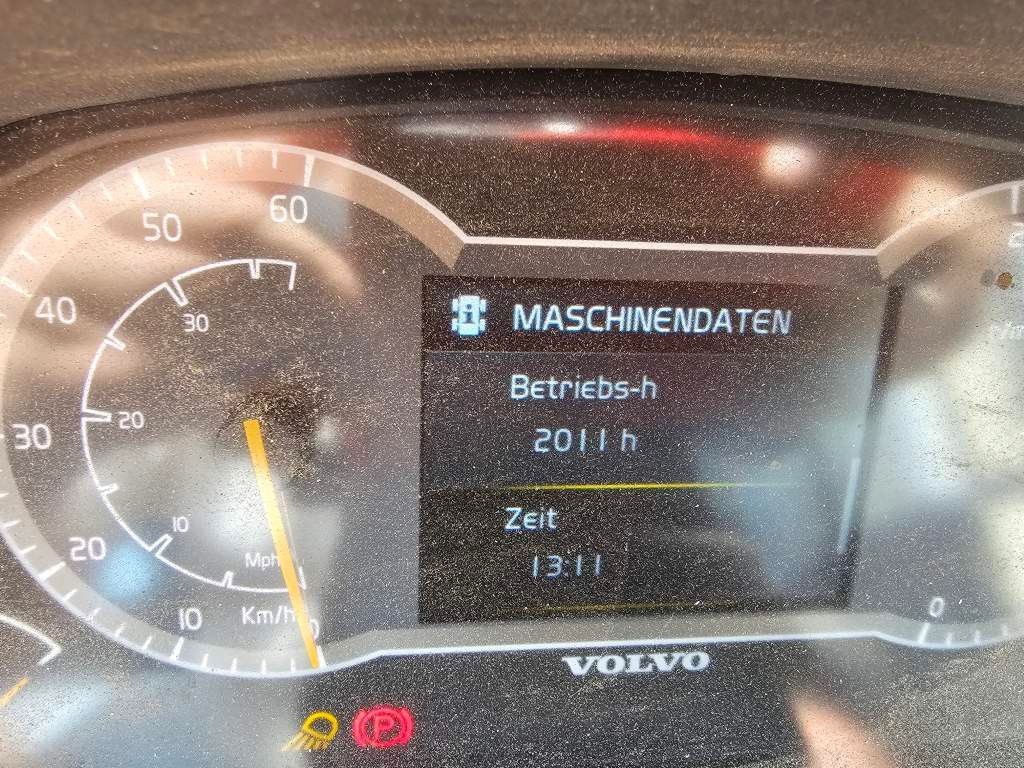 60
50
40
30
20
10
0
30
20
10
Mph
Km/h
MASCHINENDATEN
Betriebs-h
2011 h
Zeit
13:11
VOLVO
P
0